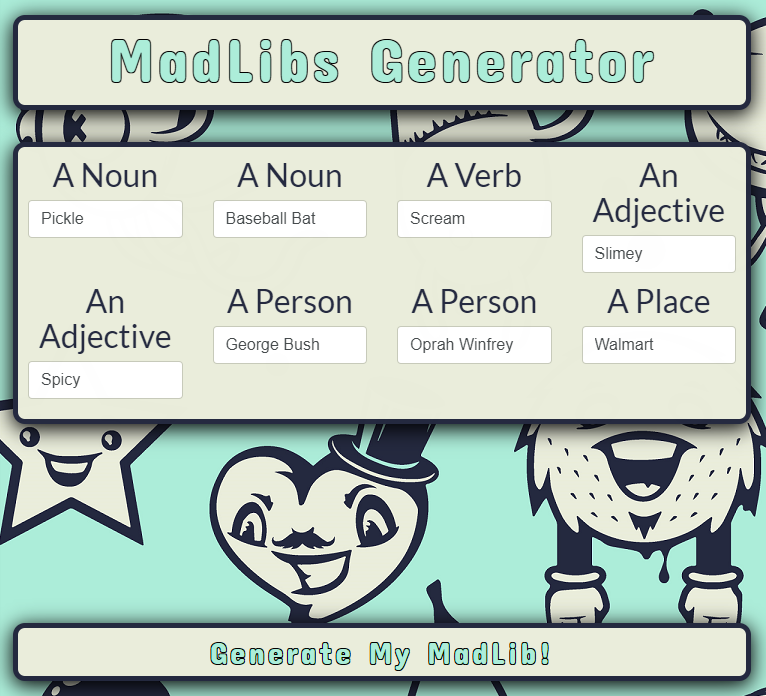 MadLibs Generator
A Noun
Pickle
A Noun
Baseball Bat
A Verb
Scream
An
Adjective
Slimey
An
Adjective
Spicy
A Person
George Bush
A Person
Oprah Winfrey
A Place
Walmart
Generate My MadLib!